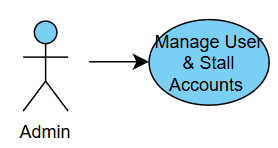 Manage User
& Stall
Accounts
Admin